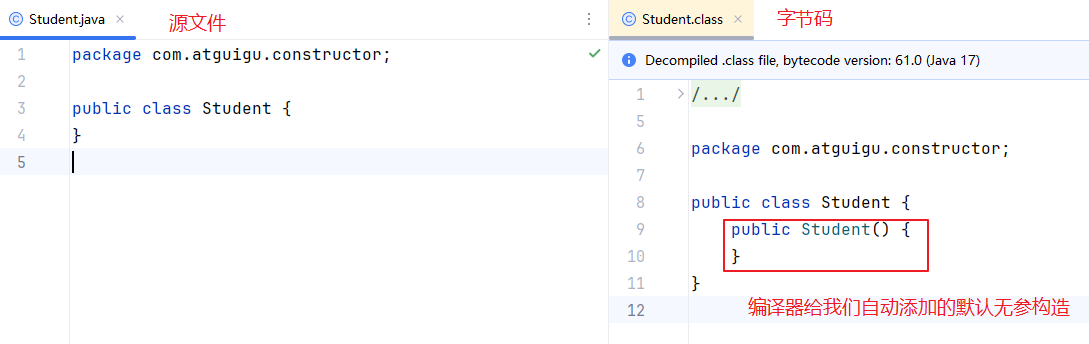 Student.java
源文件
1 package com.atguigu.constructor;
2
3 public class Student {
4 }
5
Student.class
字节码
Decompiled .class file, bytecode version: 61.0 (Java 17)
1 /.../
5
6 package com.atguigu.constructor;
7
8 public class Student {
9     public Student() {
10     }
11 }
12
编译器给我们自动添加的默认无参构造